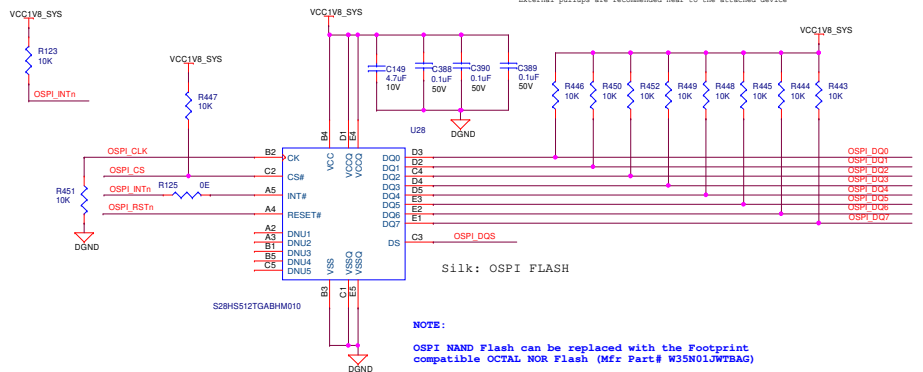 External pullups are recommended near to the attached device
VCC1V8_SYS
R123
10K
OSPI_INTn
VCC1V8_SYS
R447
10K
VCC1V8_SYS
C149
4.7uF
10V
C388
0.1uF
50V
C390
0.1uF
50V
C389
0.1uF
50V
DGND
VCC1V8_SYS
R446
10K
R450
10K
R452
10K
R449
10K
R448
10K
R445
10K
R444
10K
R443
10K
U28
B4
D1
E4
VCC
VCCQ
VCCQ
OSPI_CLK
B2
CK
OSPI_CS
C2
CS#
OSPI_INTn
R125
0E
A5
INT#
OSPI_RSTn
A4
RESET#
R451
10K
DGND
A2
DNU1
A3
DNU2
B1
DNU3
B5
DNU4
C5
DNU5
DQ0
D3
OSPI_DQ0
DQ1
D2
OSPI_DQ1
DQ2
C4
OSPI_DQ2
DQ3
D4
OSPI_DQ3
DQ4
D5
OSPI_DQ4
DQ5
E3
OSPI_DQ5
DQ6
E2
OSPI_DQ6
DQ7
E1
OSPI_DQ7
DS
C3
OSPI_DQS
VSS
VSSQ
VSSQ
B3
C1
E5
Silk: OSPI FLASH
S28HS512TGABHM010
DGND
NOTE:
OSPI NAND Flash can be replaced with the Footprint
compatible OCTAL NOR Flash (Mfr Part# W35N01JWTBAG)